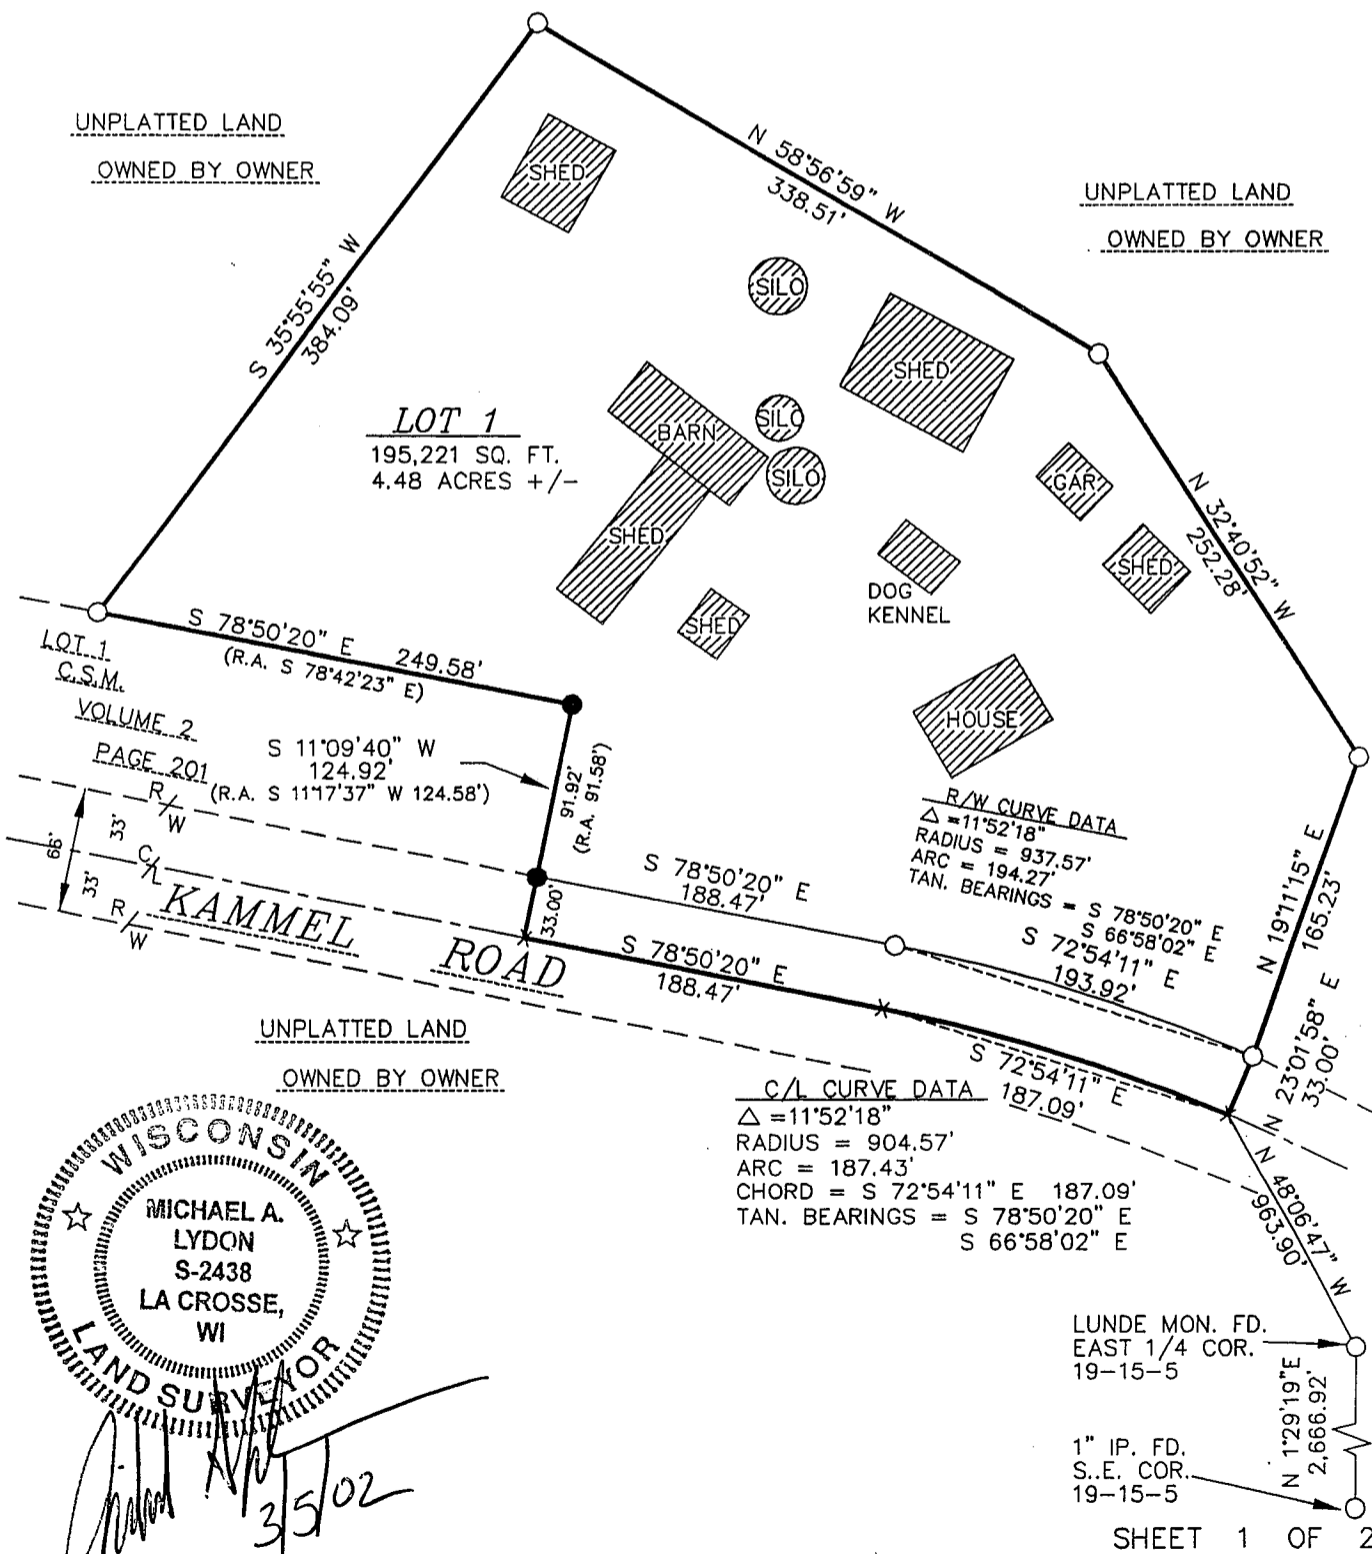 UNPLATTED LAND
OWNED BY OWNER
N 58°56'59" W
338.51'
UNPLATTED LAND
OWNED BY OWNER
SHED
S 35°55'55" W
384.09'
SILO
SHED
SILO
BARN
SILO
LOT 1
195,221 SQ. FT.
4.48 ACRES +/-
GAR
N 32°40'52" W
252.28'
SHED
SHED
DOG
KENNEL
SHED
HOUSE
S 78°50'20" E 249.58'
(R.A. S 78°42'23" E)
LOT 1
C.S.M.
VOLUME 2
PAGE 201
S 11°09'40" W
124.92'
(R.A. S 11°17'37" W 124.58')
91.92'
(R.A. 91.58')
R/W
66'
33'
33'
C/L
R/W
KAMMEL
ROAD
33.00'
S 78°50'20" E
188.47'
S 78°50'20" E
188.47'
R/W CURVE DATA
△ =11°52'18"
RADIUS = 937.57'
ARC = 194.27'
TAN. BEARINGS = S 78°50'20" E
S 66°58'02" E
S 72°54'11" E
193.92'
N 19°11'15" E
165.23'
N 23°01'58" E
33.00'
S 72°54'11" E
187.09'
UNPLATTED LAND
OWNED BY OWNER
C/L CURVE DATA
△ =11°52'18"
RADIUS = 904.57'
ARC = 187.43'
CHORD = S 72°54'11" E 187.09'
TAN. BEARINGS = S 78°50'20" E
S 66°58'02" E
N 48°06'47" W
963.90'
WISCONSIN
MICHAEL A.
LYDON
S-2438
LA CROSSE,
WI
LAND SURVEYOR
3/5/02
LUNDE MON. FD.
EAST 1/4 COR.
19-15-5
N 1°29'19"E
2,666.92'
1" IP. FD.
S..E. COR.
19-15-5
SHEET 1 OF 2